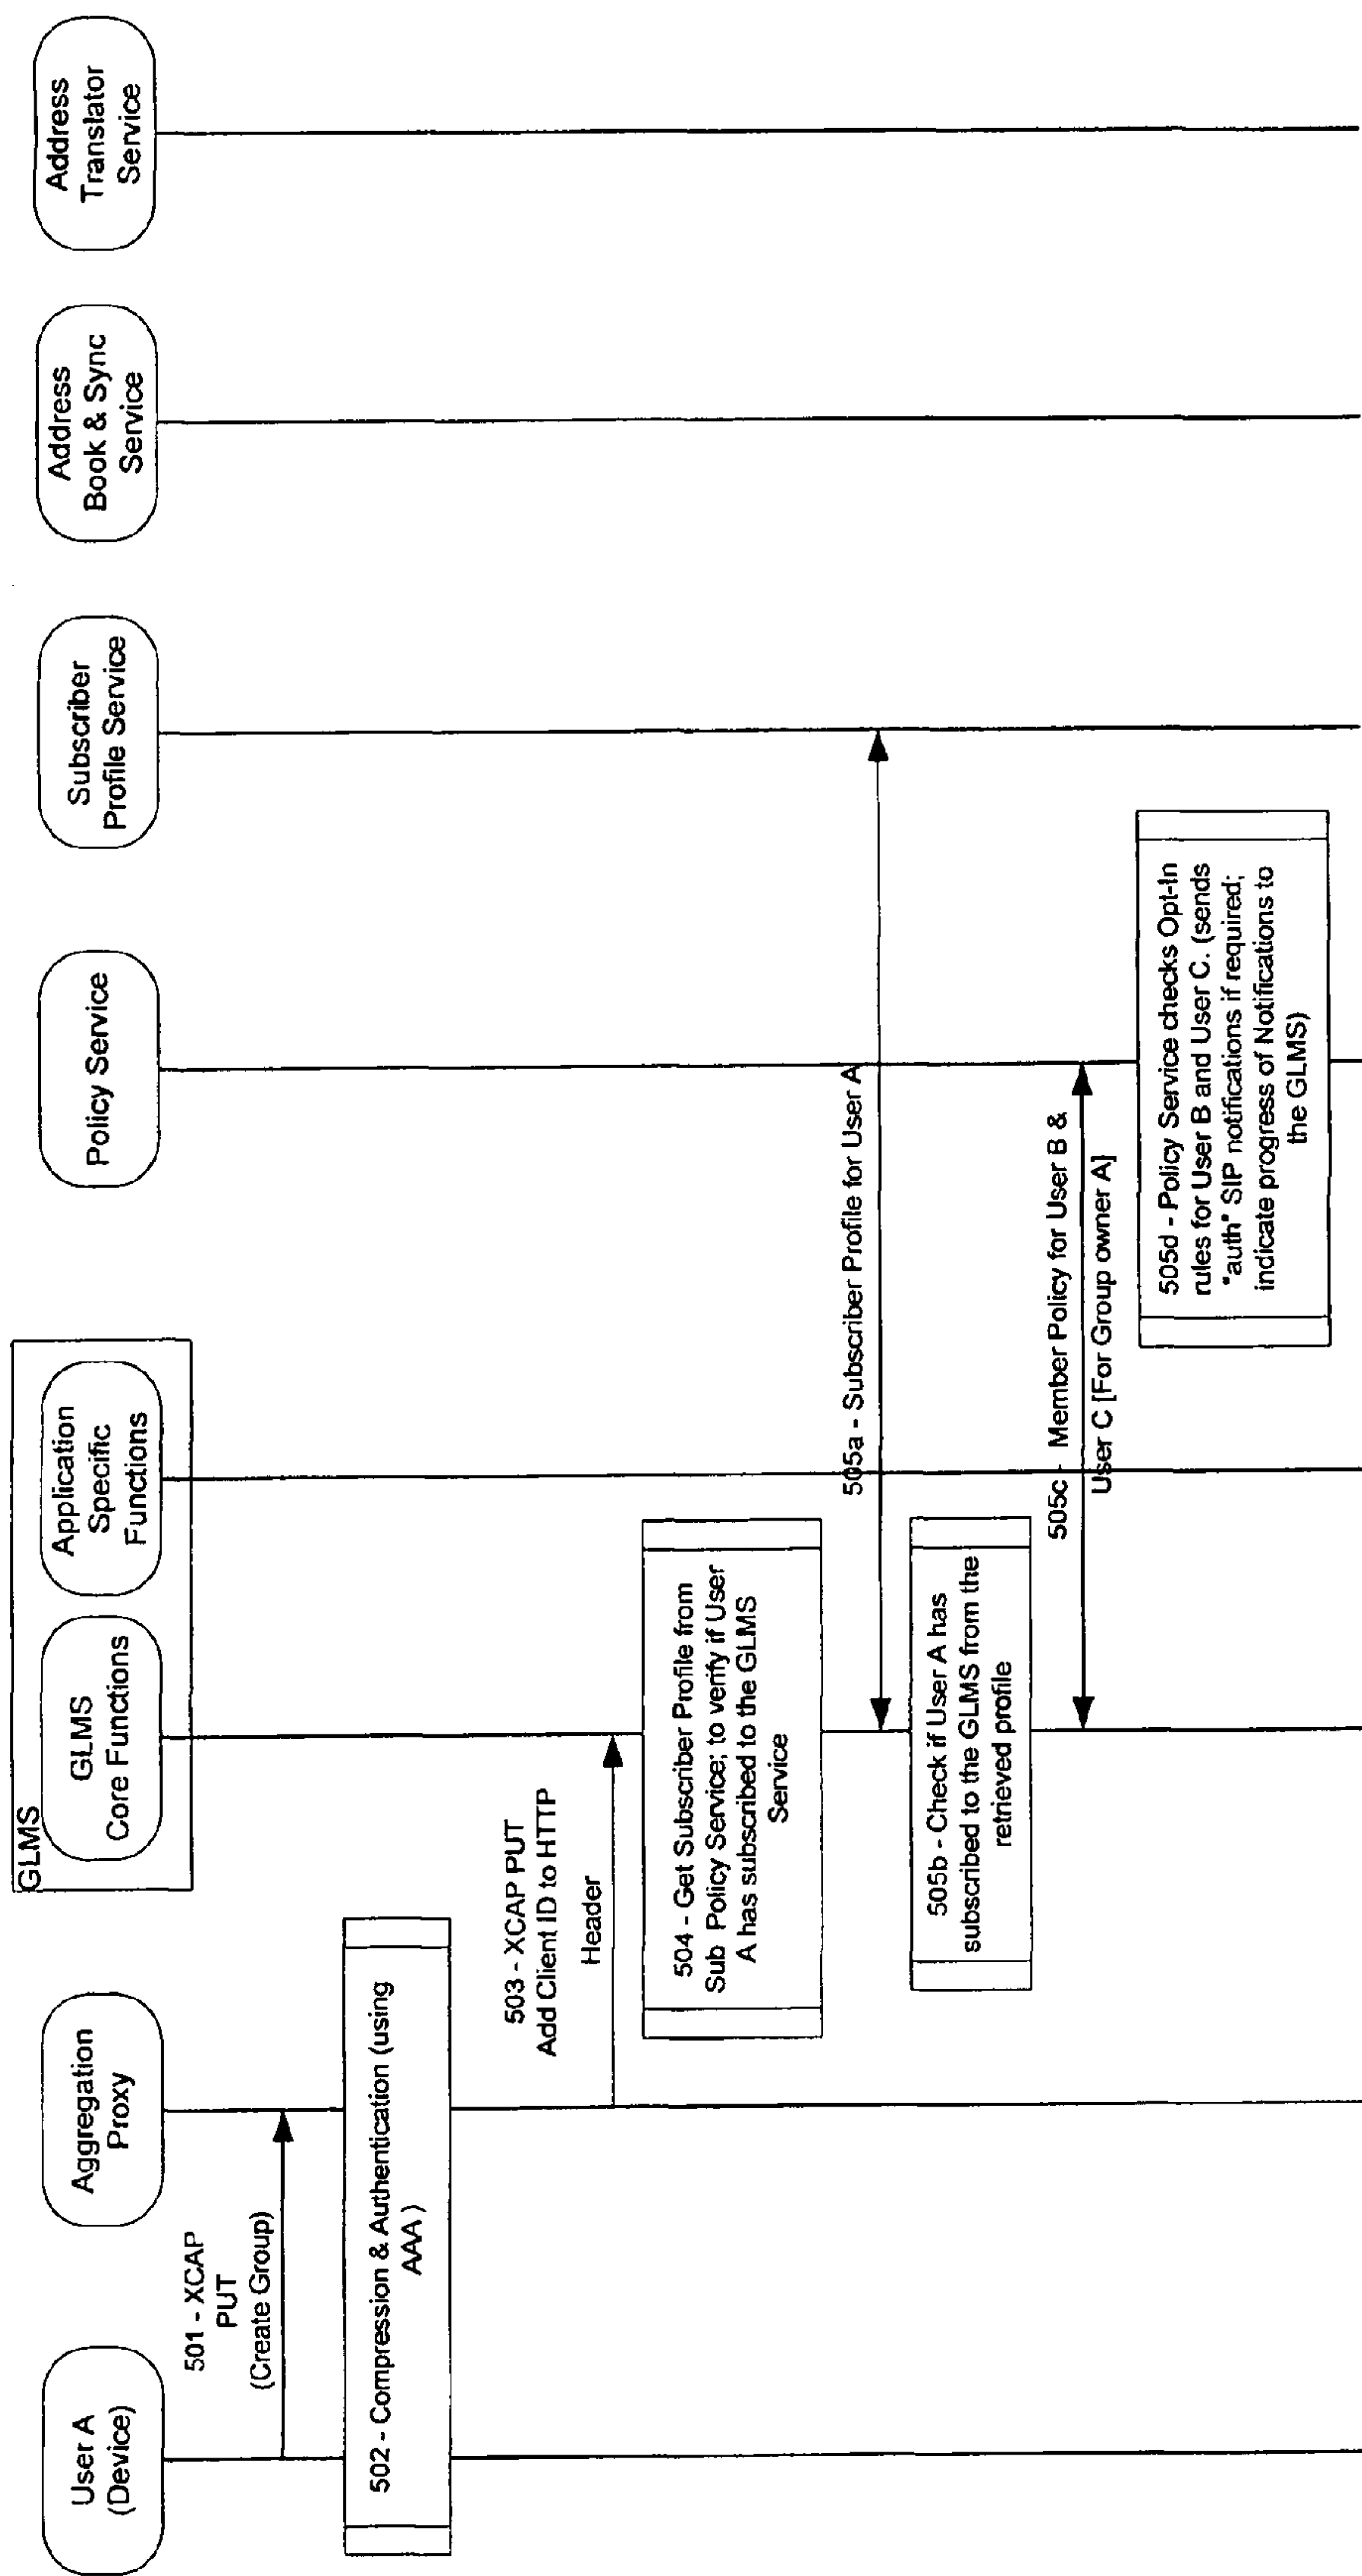 User A
(Device)
Aggregation
Proxy
GLMS
GLMS
Core Functions
Application
Specific
Functions
Policy Service
Subscriber
Profile Service
Address
Book & Sync
Service
Address
Translator
Service
501 - XCAP
PUT
(Create Group)
502 - Compression & Authentication (using
AAA )
503 - XCAP PUT
Add Client ID to HTTP
Header
504 - Get Subscriber Profile from
Sub Policy Service; to verify if User
A has subscribed to the GLMS
Service
505a - Subscriber Profile for User A
505b - Check if User A has
subscribed to the GLMS from the
retrieved profile
505c - Member Policy for User B &
User C [For Group owner A]
505d - Policy Service checks Opt-In
rules for User B and User C. (sends
"auth" SIP notifications if required;
indicate progress of Notifications to
the GLMS)